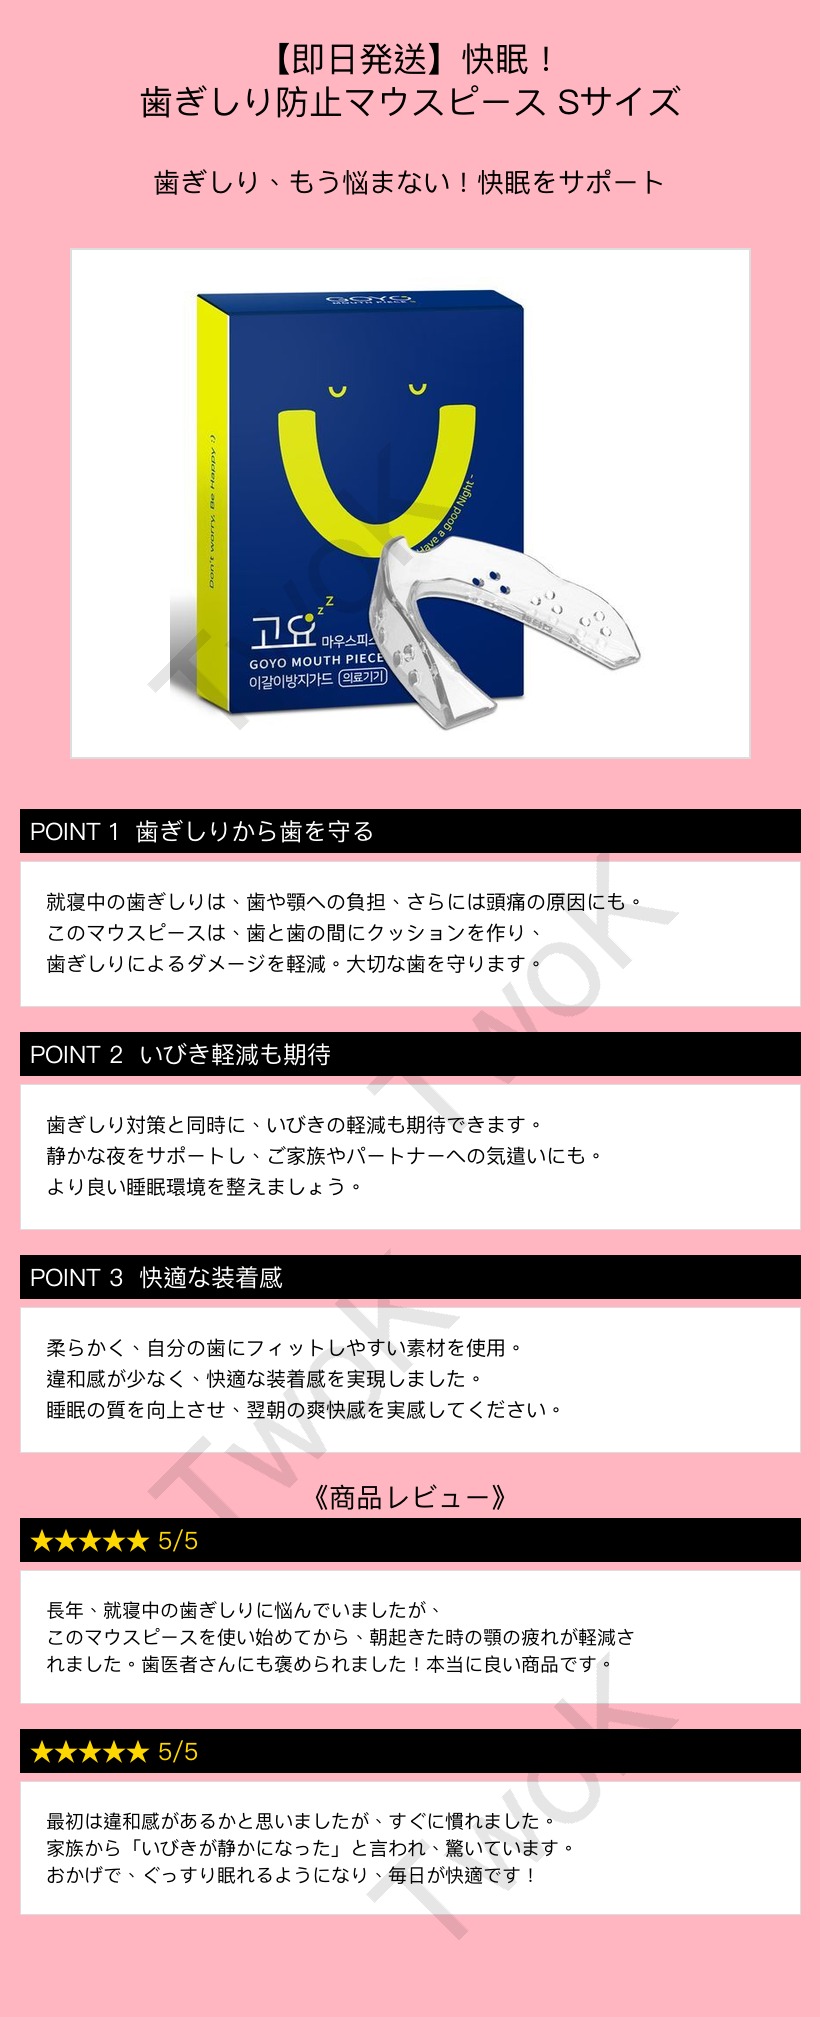 【即日発送】快眠！
歯ぎしり防止マウスピース Sサイズ
歯ぎしり、もう悩まない！快眠をサポート
GOYO
MOUTH PIECE
Don't worry, Be Happy :)
Have a good Night ~
z z Z
고요 마우스피스
GOYO MOUTH PIECE
이갈이방지가드 의료기기
TwoK
POINT 1 歯ぎしりから歯を守る
就寝中の歯ぎしりは、歯や顎への負担、さらには頭痛の原因にも。
このマウスピースは、歯と歯の間にクッションを作り、
歯ぎしりによるダメージを軽減。大切な歯を守ります。
TwoK
POINT 2 いびき軽減も期待
歯ぎしり対策と同時に、いびきの軽減も期待できます。
静かな夜をサポートし、ご家族やパートナーへの気遣いにも。
より良い睡眠環境を整えましょう。
POINT 3 快適な装着感
柔らかく、自分の歯にフィットしやすい素材を使用。
違和感が少なく、快適な装着感を実現しました。
睡眠の質を向上させ、翌朝の爽快感を実感してください。
TwoK
《商品レビュー》
★★★★★ 5/5
長年、就寝中の歯ぎしりに悩んでいましたが、
このマウスピースを使い始めてから、朝起きた時の顎の疲れが軽減さ
れました。歯医者さんにも褒められました！本当に良い商品です。
★★★★★ 5/5
最初は違和感があるかと思いましたが、すぐに慣れました。
家族から「いびきが静かになった」と言われ、驚いています。
おかげで、ぐっすり眠れるようになり、毎日が快適です！
TwoK